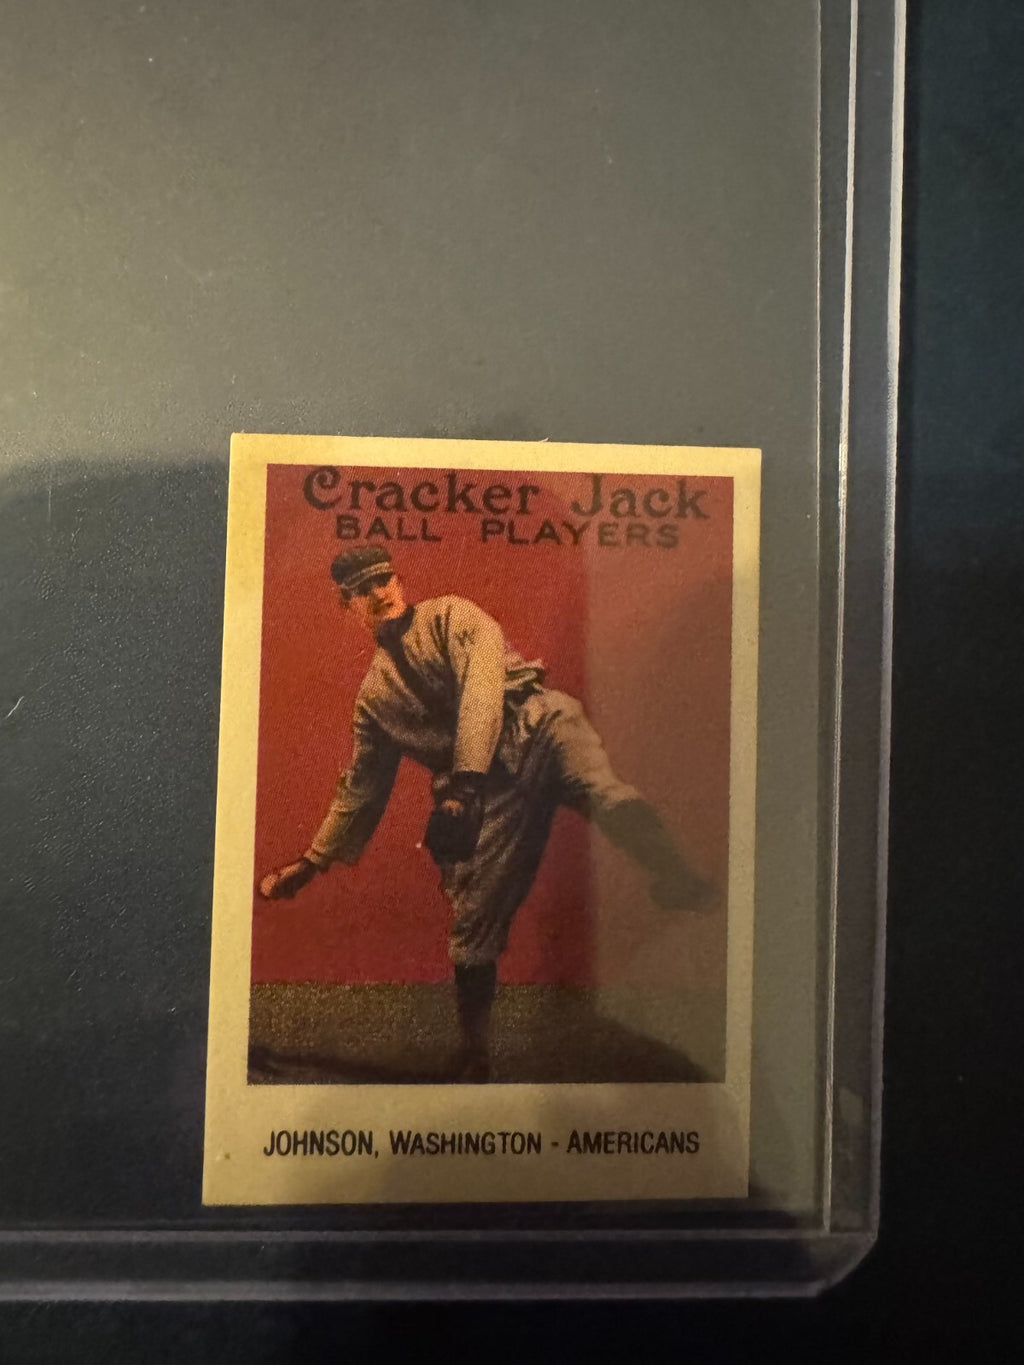 Cracker Jack
BALL PLAYERS
W
JOHNSON, WASHINGTON - AMERICANS